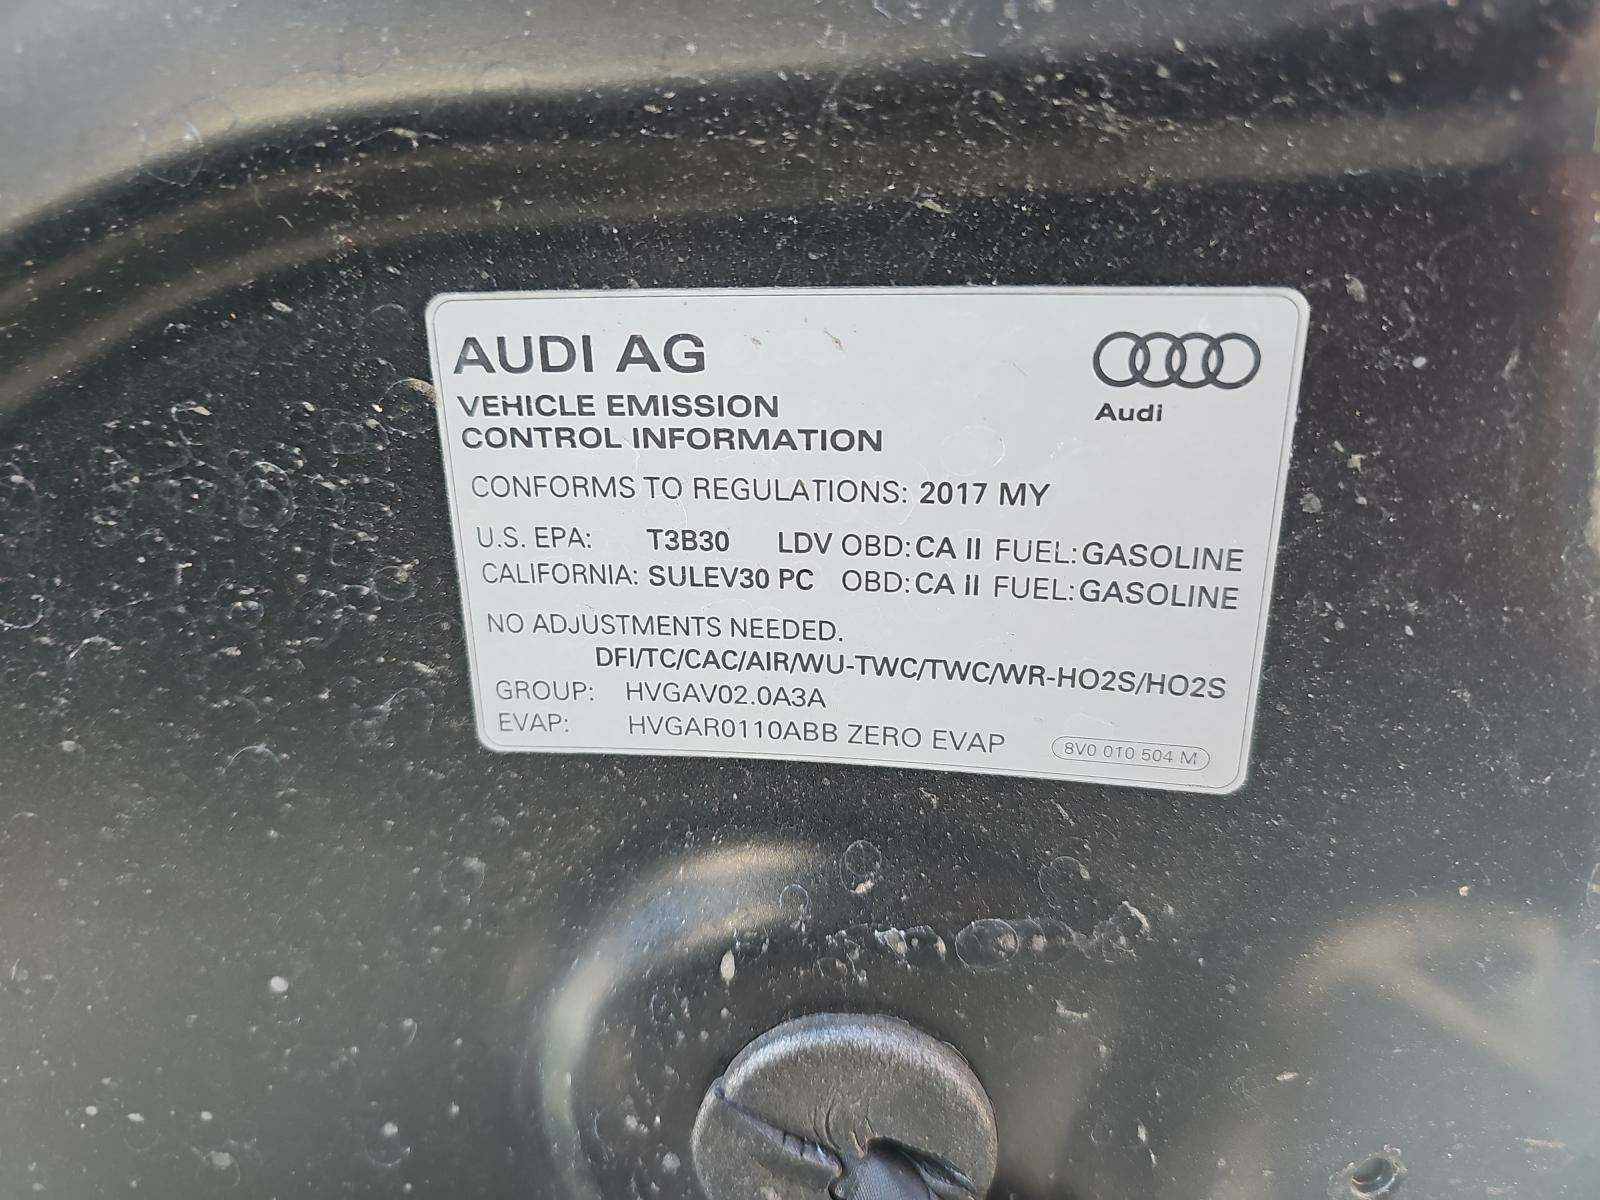 AUDI AG
Audi
VEHICLE EMISSION
CONTROL INFORMATION
CONFORMS TO REGULATIONS: 2017 MY
U.S. EPA: T3B30 LDV OBD: CA II FUEL: GASOLINE
CALIFORNIA: SULEV30 PC OBD: CA II FUEL: GASOLINE
NO ADJUSTMENTS NEEDED.
DFI/TC/CAC/AIR/WU-TWC/TWC/WR-HO2S/HO2S
GROUP: HVGAV02.0A3A
EVAP: HVGAR0110ABB ZERO EVAP
8V0 010 504 M